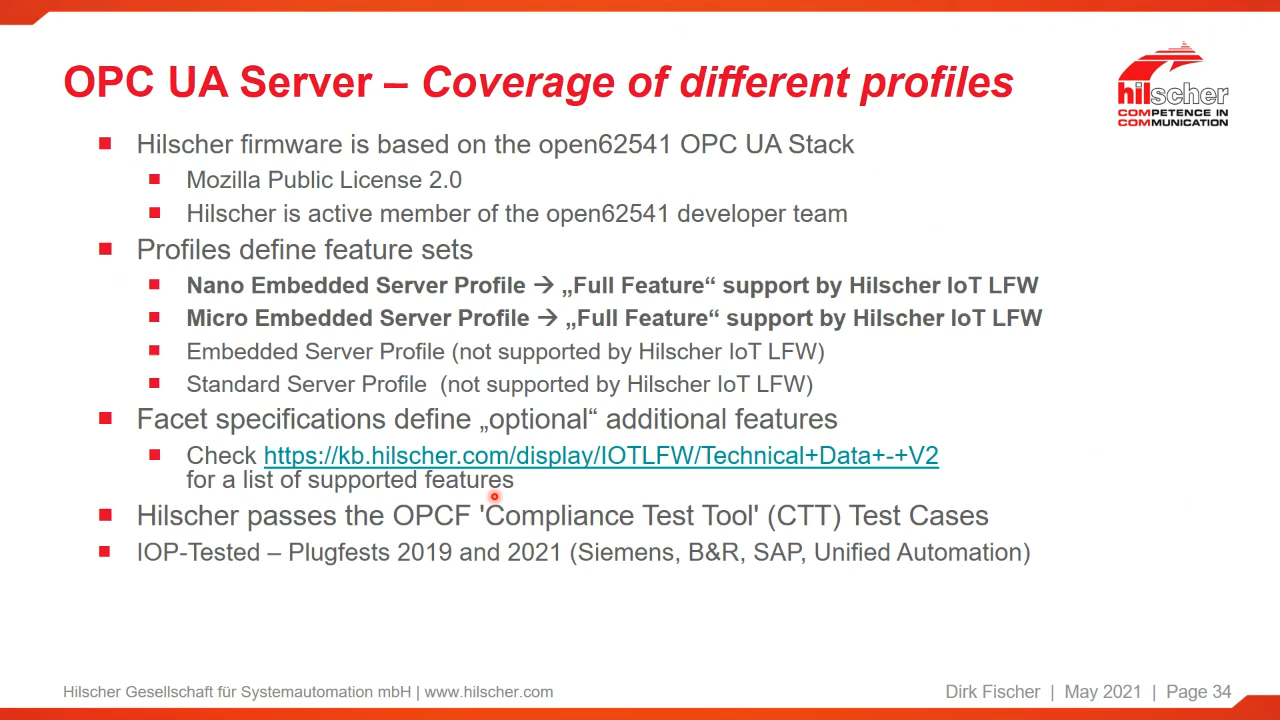 OPC UA Server – Coverage of different profiles
hilscher
COMPETENCE IN
COMMUNICATION
Hilscher firmware is based on the open62541 OPC UA Stack
Mozilla Public License 2.0
Hilscher is active member of the open62541 developer team
Profiles define feature sets
Nano Embedded Server Profile → „Full Feature“ support by Hilscher IoT LFW
Micro Embedded Server Profile → „Full Feature“ support by Hilscher IoT LFW
Embedded Server Profile (not supported by Hilscher IoT LFW)
Standard Server Profile (not supported by Hilscher IoT LFW)
Facet specifications define „optional“ additional features
Check https://kb.hilscher.com/display/IOTLFW/Technical+Data+-+V2
for a list of supported features
Hilscher passes the OPCF 'Compliance Test Tool' (CTT) Test Cases
IOP-Tested – Plugfests 2019 and 2021 (Siemens, B&R, SAP, Unified Automation)
Hilscher Gesellschaft für Systemautomation mbH | www.hilscher.com
Dirk Fischer | May 2021 | Page 34